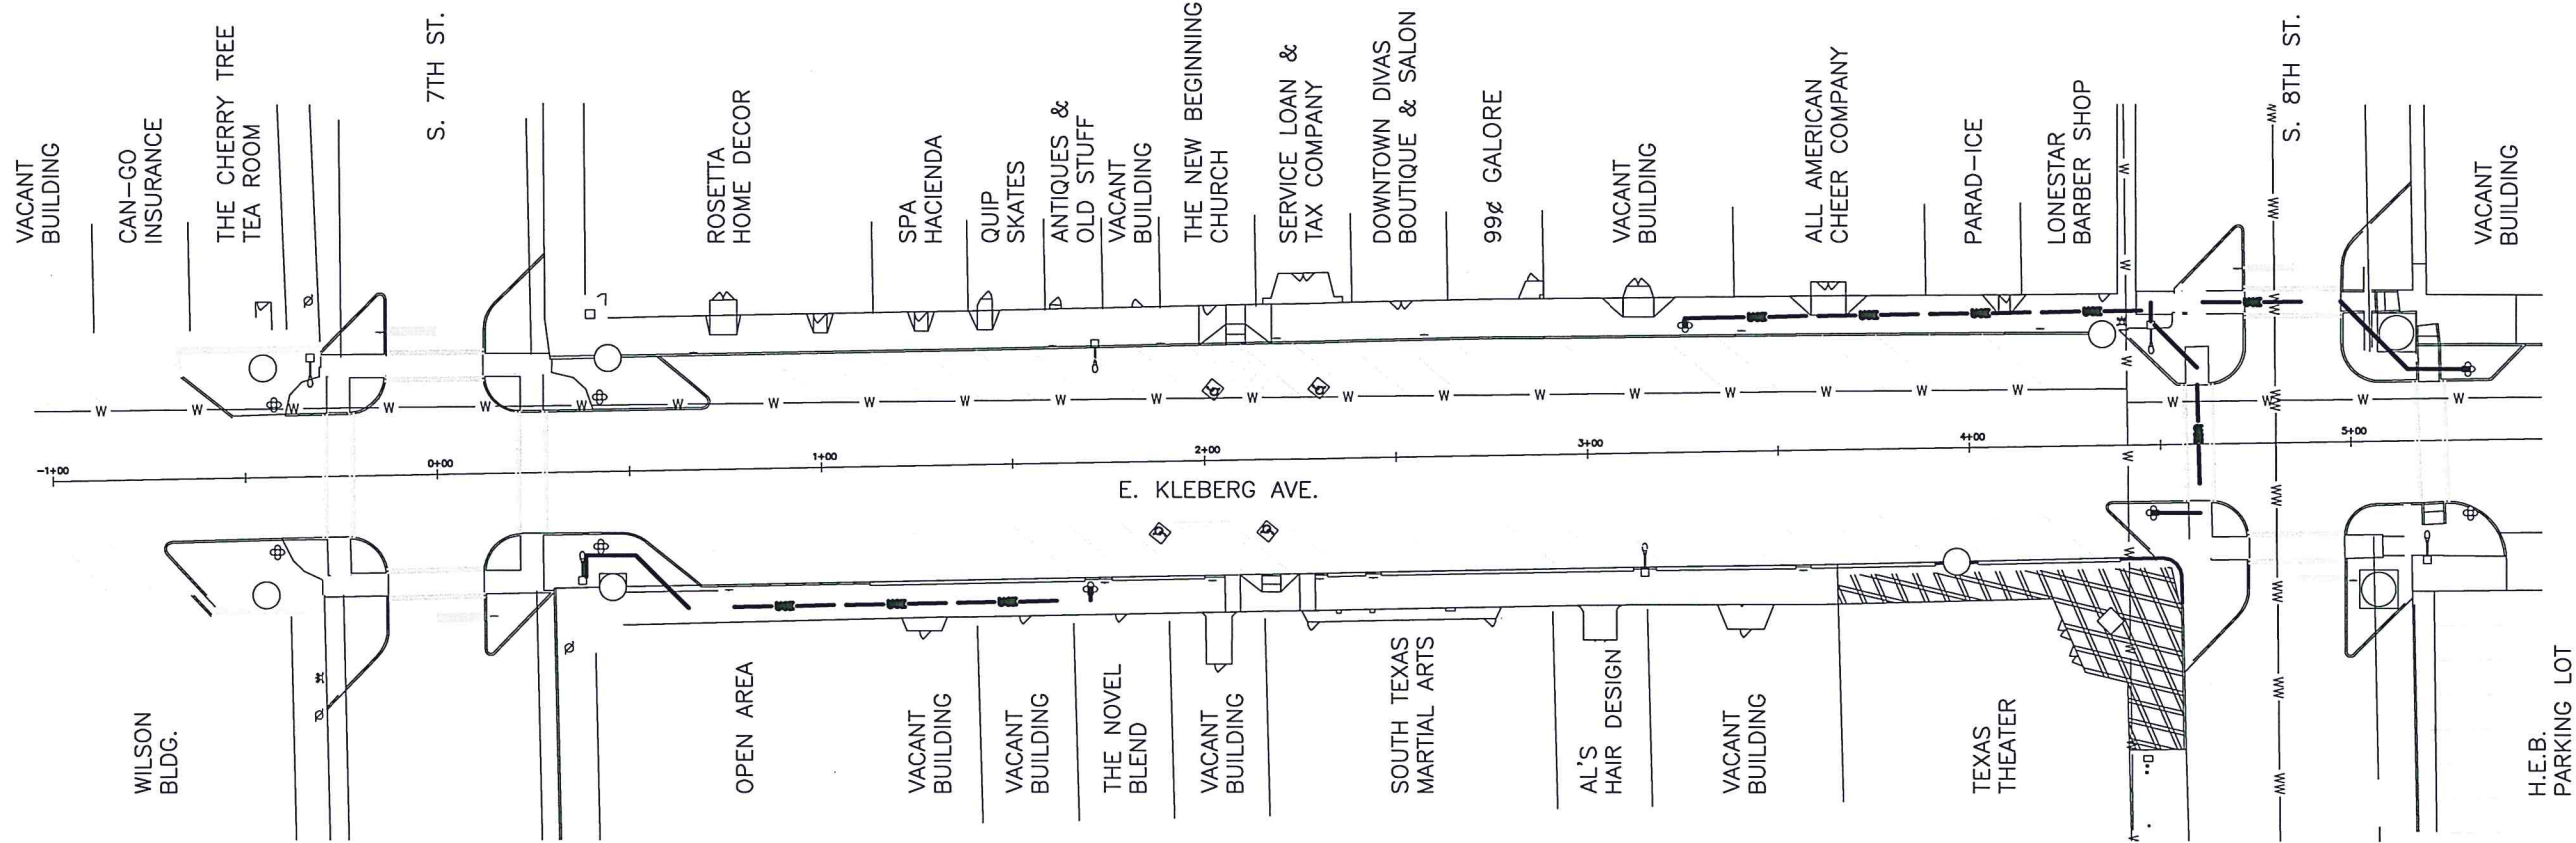 VACANT
BUILDING
CAN-GO
INSURANCE
THE CHERRY TREE
TEA ROOM
S. 7TH ST.
ROSETTA
HOME DECOR
SPA
HACIENDA
QUIP
SKATES
ANTIQUES &
OLD STUFF
VACANT
BUILDING
THE NEW BEGINNING
CHURCH
SERVICE LOAN &
TAX COMPANY
DOWNTOWN DIVAS
BOUTIQUE & SALON
99¢ GALORE
VACANT
BUILDING
ALL AMERICAN
CHEER COMPANY
PARAD-ICE
LONESTAR
BARBER SHOP
S. 8TH ST.
VACANT
BUILDING
W W W W W W W W W W W W W W W W W W W W W W W W W
-1+00 0+00 1+00 2+00 3+00 4+00 5+00
E. KLEBERG AVE.
WILSON
BLDG.
OPEN AREA
VACANT
BUILDING
VACANT
BUILDING
THE NOVEL
BLEND
VACANT
BUILDING
SOUTH TEXAS
MARTIAL ARTS
AL'S
HAIR DESIGN
VACANT
BUILDING
TEXAS
THEATER
H.E.B.
PARKING LOT